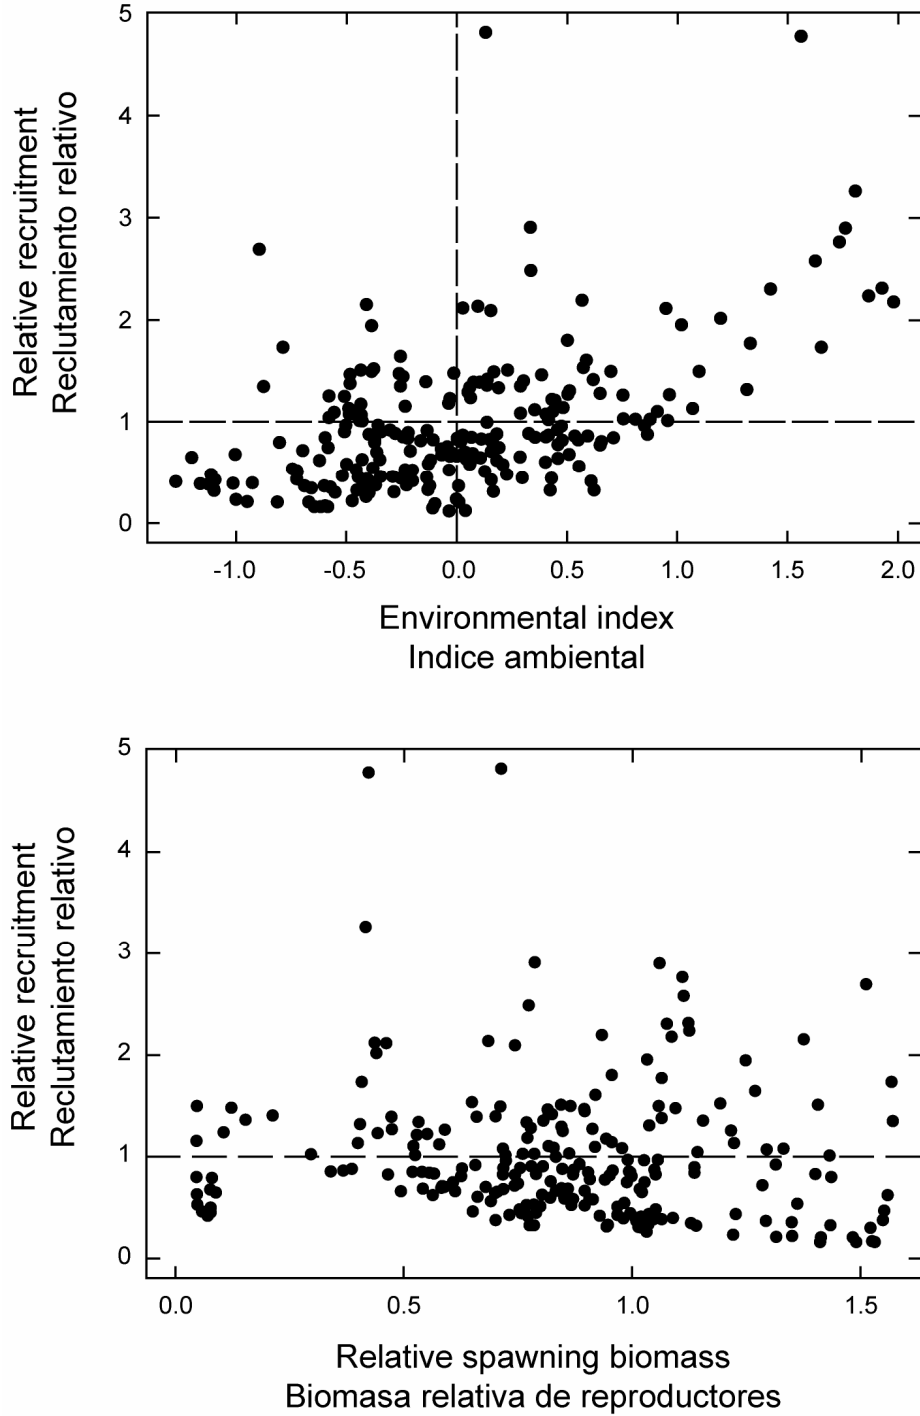 Relative recruitment
Reclutamiento relativo
5
4
3
2
1
0
-1.0 -0.5 0.0 0.5 1.0 1.5 2.0
Environmental index
Indice ambiental
Relative recruitment
Reclutamiento relativo
5
4
3
2
1
0
0.0 0.5 1.0 1.5
Relative spawning biomass
Biomasa relativa de reproductores